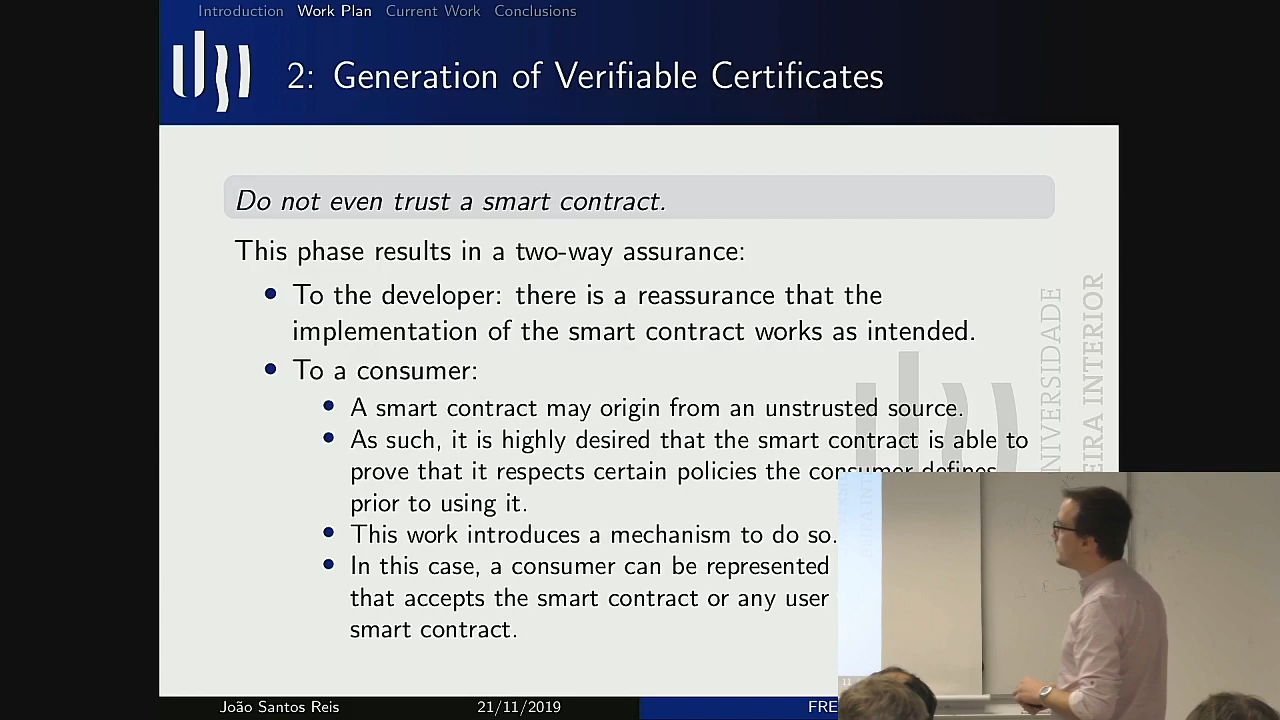 Introduction Work Plan Current Work Conclusions
2: Generation of Verifiable Certificates
Do not even trust a smart contract.
This phase results in a two-way assurance:
To the developer: there is a reassurance that the
implementation of the smart contract works as intended.
To a consumer:
A smart contract may origin from an unstrusted source.
As such, it is highly desired that the smart contract is able to
prove that it respects certain policies the consumer defines
prior to using it.
This work introduces a mechanism to do so.
In this case, a consumer can be represented
that accepts the smart contract or any user
smart contract.
UNIVERSIDADE
EIRA INTERIOR
João Santos Reis 21/11/2019 FRE
11